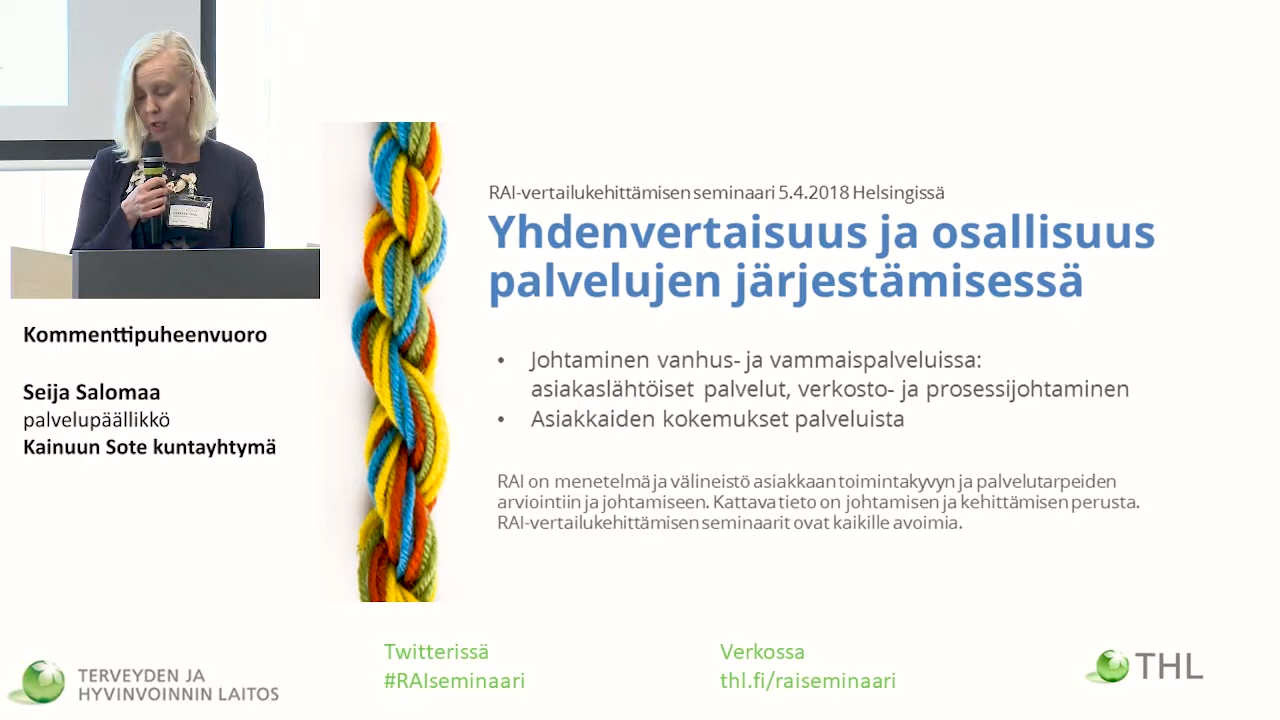 RAI-vertailukehittämisen seminaari 5.4.2018 Helsingissä
Yhdenvertaisuus ja osallisuus
palvelujen järjestämisessä
• Johtaminen vanhus- ja vammaispalveluissa:
asiakaslähtöiset palvelut, verkosto- ja prosessijohtaminen
• Asiakkaiden kokemukset palveluista
RAI on menetelmä ja välineistö asiakkaan toimintakyvyn ja palvelutarpeiden
arviointiin ja johtamiseen. Kattava tieto on johtamisen ja kehittämisen perusta.
RAI-vertailukehittämisen seminaarit ovat kaikille avoimia.
Kommenttipuheenvuoro
Seija Salomaa
palvelupäällikkö
Kainuun Sote kuntayhtymä
TERVEYDEN JA
HYVINVOINNIN LAITOS
Twitterissä
#RAIseminaari
Verkossa
thl.fi/raiseminaari
THL